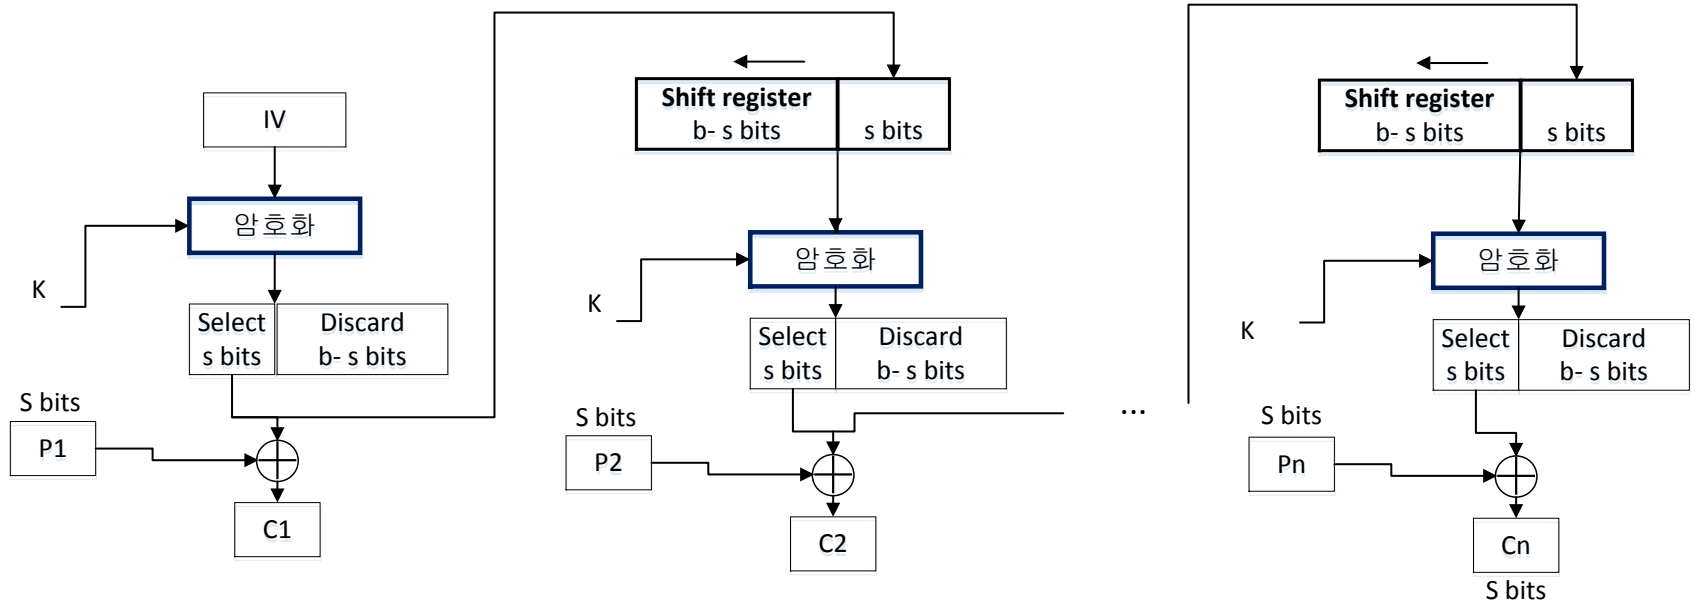 IV
암호화
K
Select
s bits
Discard
b- s bits
S bits
P1
C1
Shift register
b- s bits
s bits
암호화
K
Select
s bits
Discard
b- s bits
S bits
P2
C2
...
Shift register
b- s bits
s bits
암호화
K
Select
s bits
Discard
b- s bits
S bits
Pn
Cn
S bits